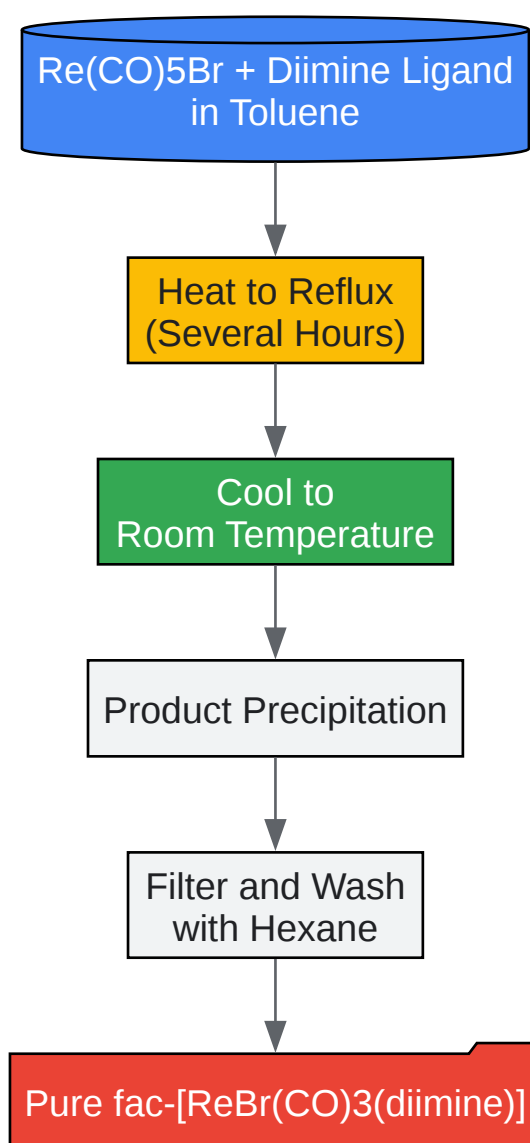 Re(CO)5Br + Diimine Ligand
in Toluene
Heat to Reflux
(Several Hours)
Cool to
Room Temperature
Product Precipitation
Filter and Wash
with Hexane
Pure fac-[ReBr(CO)3(diimine)]